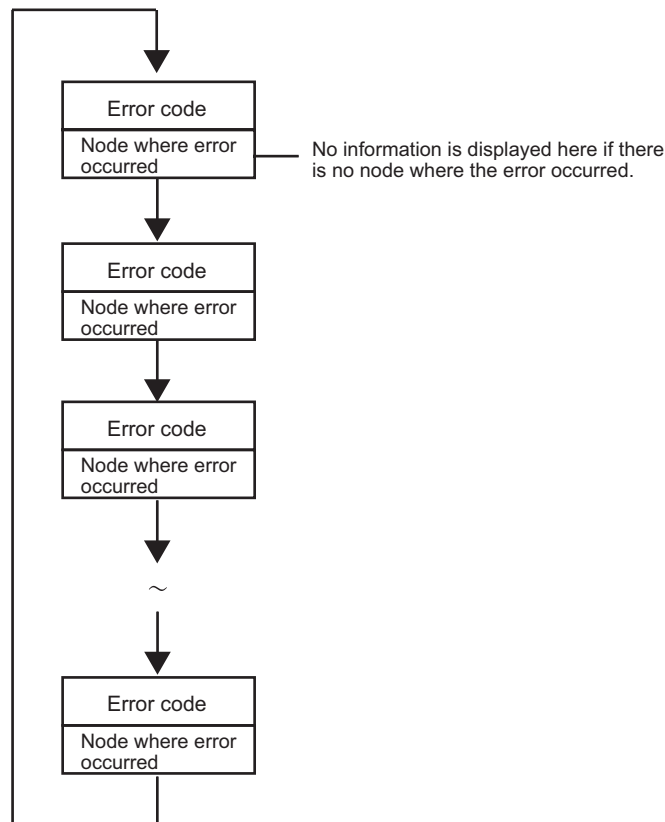 Error code
Node where error
occurred
No information is displayed here if there
is no node where the error occurred.
Error code
Node where error
occurred
Error code
Node where error
occurred
~
Error code
Node where error
occurred